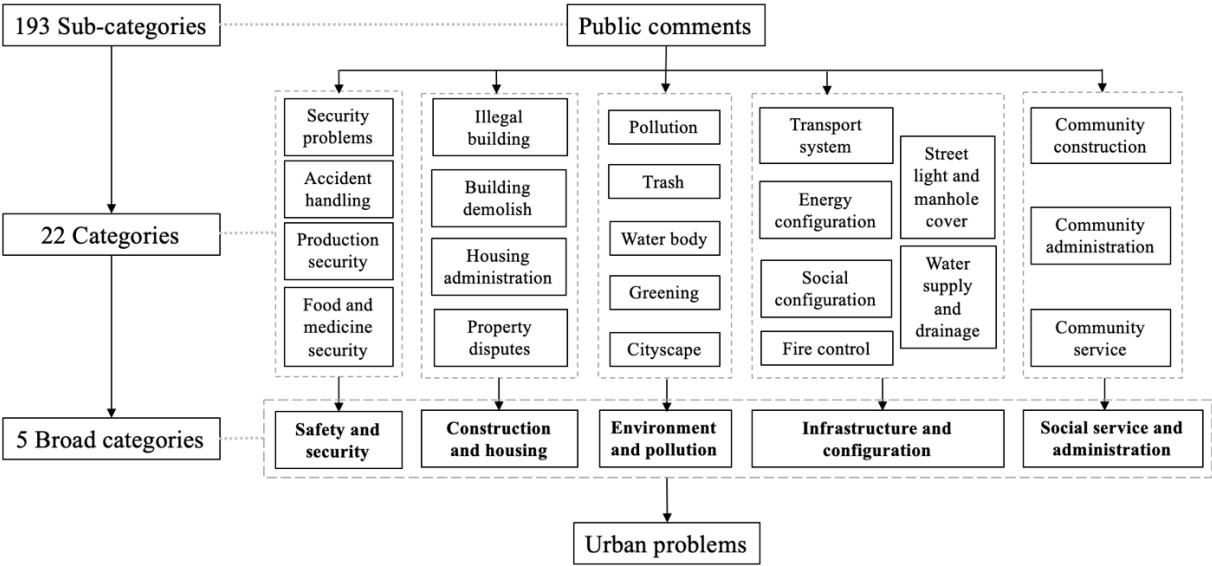 193 Sub-categories
Public comments
Security
problems
Accident
handling
Production
security
Food and
medicine
security
Illegal
building
Building
demolish
Housing
administration
Property
disputes
Pollution
Trash
Water body
Greening
Cityscape
Transport
system
Energy
configuration
Social
configuration
Fire control
Street
light and
manhole
cover
Water
supply
and
drainage
Community
construction
Community
administration
Community
service
22 Categories
5 Broad categories
Safety and
security
Construction
and housing
Environment
and pollution
Infrastructure and
configuration
Social service and
administration
Urban problems